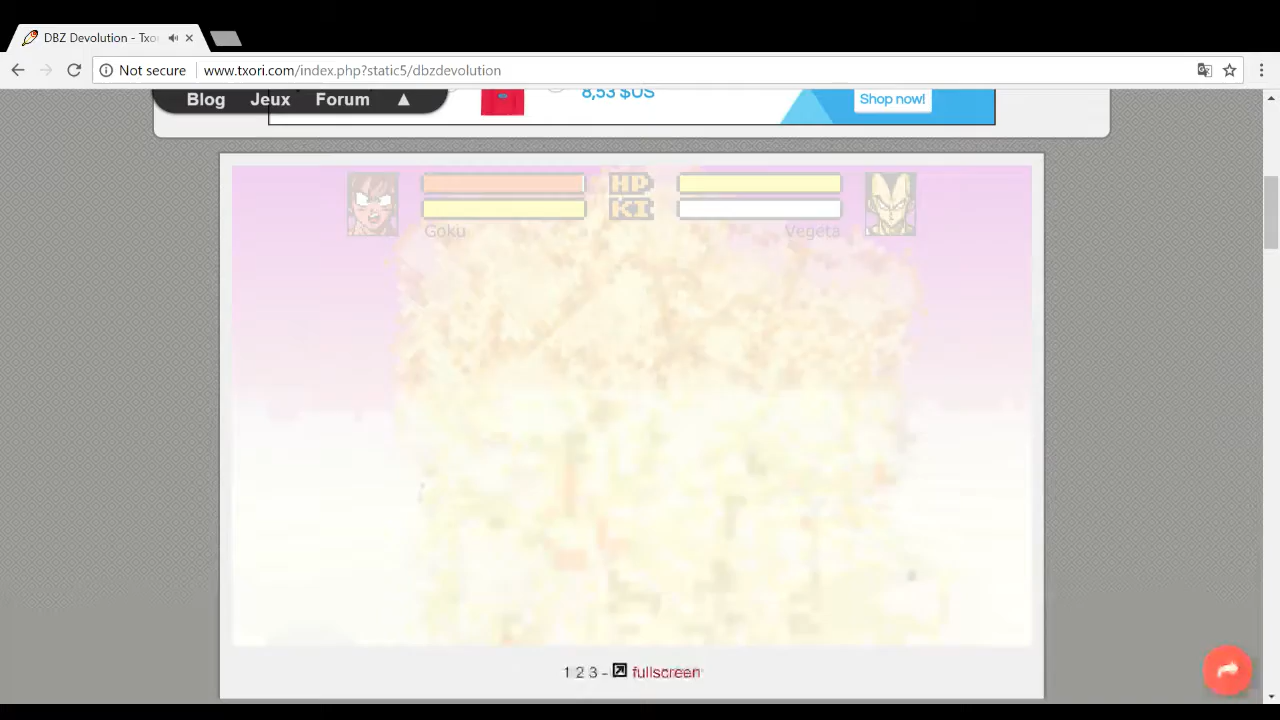 DBZ Devolution - Txo
Not secure
www.txori.com/index.php?static5/dbzdevolution
Blog Jeux Forum ▲
8,53 $US
Shop now!
HP
KI
Goku
Vegeta
1 2 3 - fullscreen